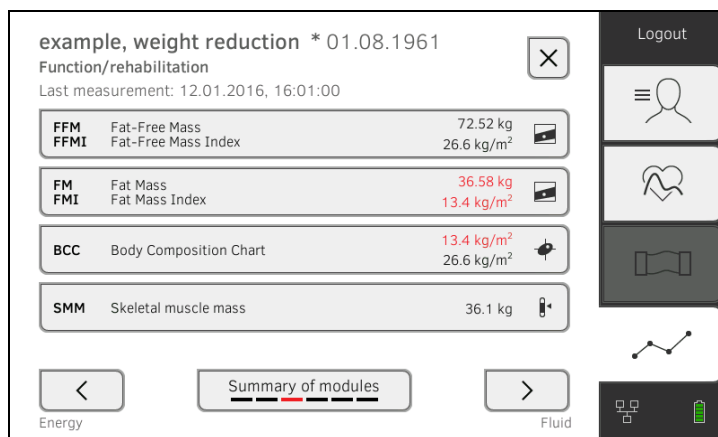 example, weight reduction * 01.08.1961
Function/rehabilitation
Last measurement: 12.01.2016, 16:01:00
FFM Fat-Free Mass 72.52 kg
FFMI Fat-Free Mass Index 26.6 kg/m²
FM Fat Mass 36.58 kg
FMI Fat Mass Index 13.4 kg/m²
BCC Body Composition Chart 13.4 kg/m²
26.6 kg/m²
SMM Skeletal muscle mass 36.1 kg
Summary of modules
Energy
Fluid
Logout